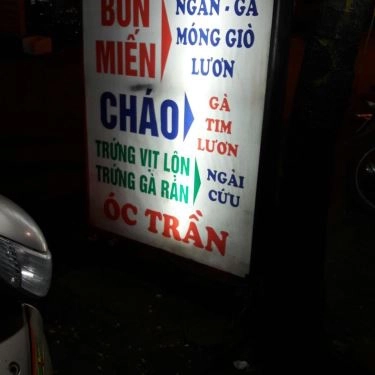 BÚN
MIẾN
NGAN - GÀ
MÓNG GIÒ
LƯƠN
CHÁO
GÀ
TIM
LƯƠN
TRỨNG VỊT LỘN
TRỨNG GÀ RÁN
NGÀI
CỨU
ỐC TRẦN